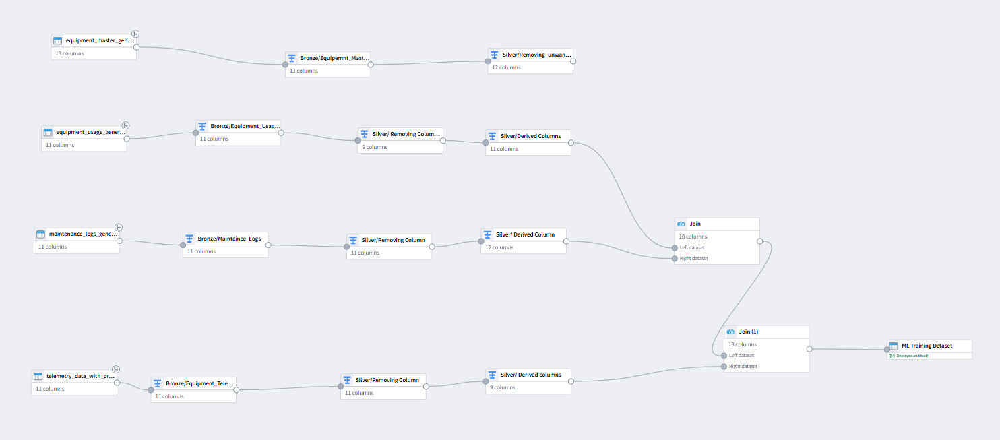 equipment_master_gen...
13 columns
Bronze/Equipemnt_Mast...
13 columns
Silver/Removing_unwan...
12 columns
equipment_usage_gener...
11 columns
Bronze/Equipment_Usag...
11 columns
Silver/ Removing Colum...
9 columns
Silver/Derived Columns
11 columns
maintenance_logs_gene...
11 columns
Bronze/Maintaince_Logs
11 columns
Silver/Removing Column
11 columns
Silver/ Derived Column
12 columns
Join
10 columns
Left dataset
Right dataset
telemetry_data_with_pr...
11 columns
Bronze/Equipment_Tele...
11 columns
Silver/Removing Column
11 columns
Silver/ Derived columns
9 columns
Join (1)
13 columns
Left dataset
Right dataset
ML Training Dataset
Deployed and built